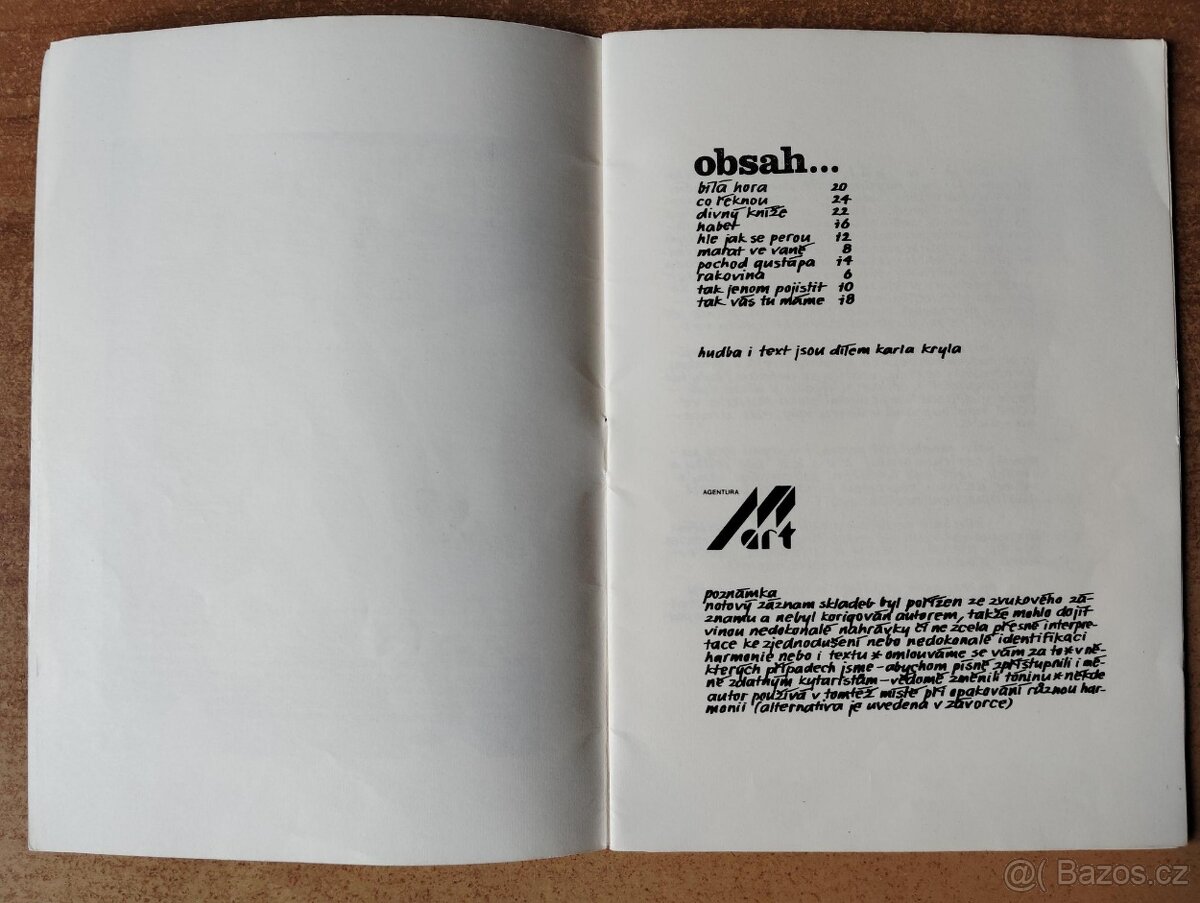 obsah...
bílá hora 20
co řeknou 24
divný kníže 22
habet 16
hle jak se perou 12
marat ve vaně 8
pochod gustapa 14
rakovina 6
tak jenom pojistit 10
tak vás tu máme 18
hudba i text jsou dílem karla kryla
AGENTURA
M
art
poznámka
notový záznam skladeb byl pořízen ze zvukového zá-
znamu a nebyl korigován autorem, takže mohlo dojít
vinou nedokonalé nahrávky či ne zcela přesné interpre-
tace ke zjednodušení nebo nedokonalé identifikaci
harmonie nebo i textu * omlouváme se vám za to * v ně-
kterých případech jsme - abychom písně zpřístupnili i mé-
ně zdatným kytaristům - vědomě změnili tóninu * někde
autor používá v tomtéž místě při opakování různou har-
monii (alternativa je uvedena v závorce)
@( Bazos.cz